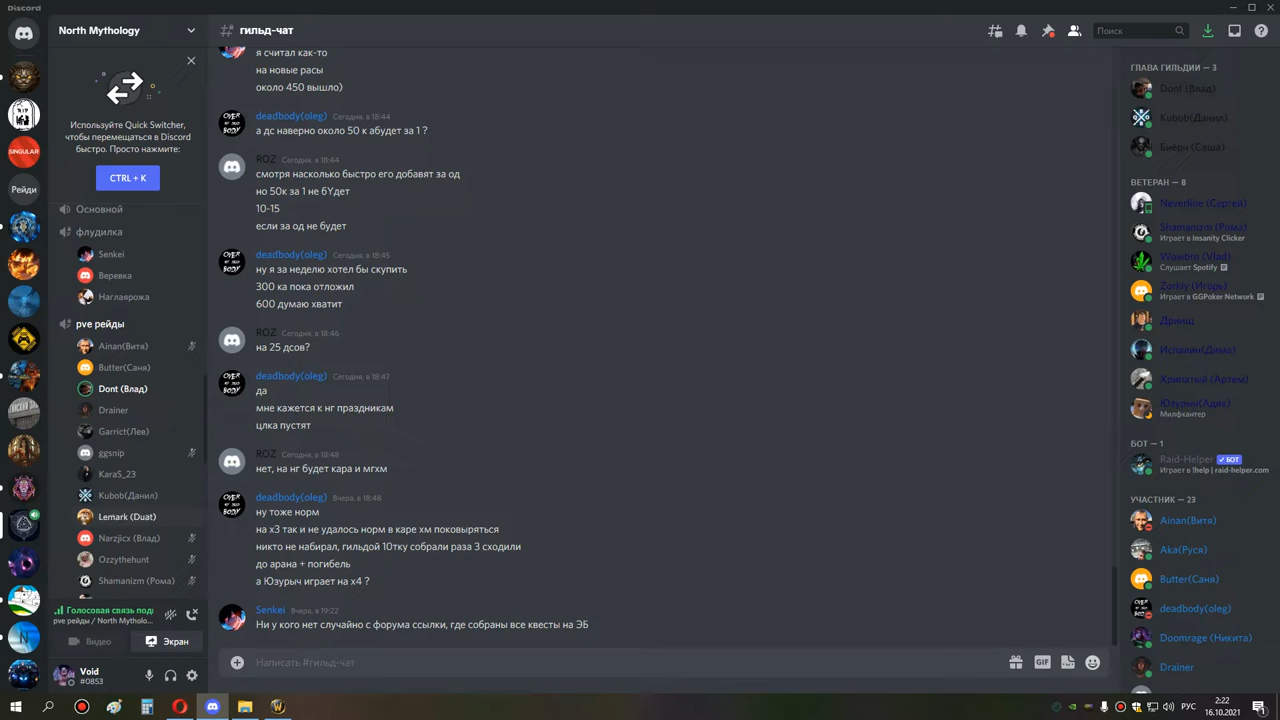 Discord
North Mythology
Используйте Quick Switcher,
чтобы перемещаться в Discord
быстро. Просто нажмите:
CTRL + K
SINGULAR
Рейди
Основной
флудилка
Senkei
Веревка
Наглаярожа
pve рейды
Ainan(Витя)
Butter(Саня)
Dont (Влад)
Drainer
Garrict(Лев)
ggsnip
KaraS_23
Kubob(Данил)
Lemark (Duat)
Narzjicx (Влад)
Ozzythehunt
Shamanizm (Рома)
Голосовая связь подк
pve рейды / North Mytholo...
Видео
Экран
Void
#0853
гильд-чат
Поиск
я считал как-то
на новые расы
около 450 вышло)
deadbody(oleg) Сегодня, в 18:44
а дс наверно около 50 к абудет за 1 ?
ROZ Сегодня, в 18:44
смотря насколько быстро его добавят за од
но 50к за 1 не бУдет
10-15
если за од не будет
deadbody(oleg) Сегодня, в 18:45
ну я за неделю хотел бы скупить
300 ка пока отложил
600 думаю хватит
ROZ Сегодня, в 18:46
на 25 дсов?
deadbody(oleg) Сегодня, в 18:47
да
мне кажется к нг праздникам
цлка пустят
ROZ Сегодня, в 18:48
нет, на нг будет кара и мгхм
deadbody(oleg) Вчера, в 18:48
ну тоже норм
на х3 так и не удалось норм в каре хм поковыряться
никто не набирал, гильдой 10тку собрали раза 3 сходили
до арана + погибель
а Юзурыч играет на х4 ?
Senkei Вчера, в 19:22
Ни у кого нет случайно с форума ссылки, где собраны все квесты на ЭБ
Написать #гильд-чат
GIF
ГЛАВА ГИЛЬДИИ — 3
Dont (Влад)
Kubob(Данил)
Биёрн (Саша)
ВЕТЕРАН — 8
Neverline (Сергей)
Shamanizm (Рома)
Играет в Insanity Clicker
Wowbro (Vlad)
Слушает Spotify
Zorkiy (Игорь)
Играет в GGPoker Network
Дриищ
Испалин(Дима)
Хрипатый (Артем)
Юзурыч(Адик)
Милфхантер
БОТ — 1
Raid-Helper БОТ
Играет в !help | raid-helper.com
УЧАСТНИК — 23
Ainan(Витя)
Aka(Руся)
Butter(Саня)
deadbody(oleg)
Doomrage (Никита)
Drainer
РУС
2:22
16.10.2021